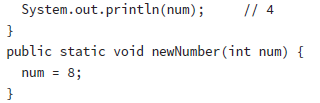 System.out.println(num);     // 4
}
public static void newNumber(int num) {
  num = 8;
}